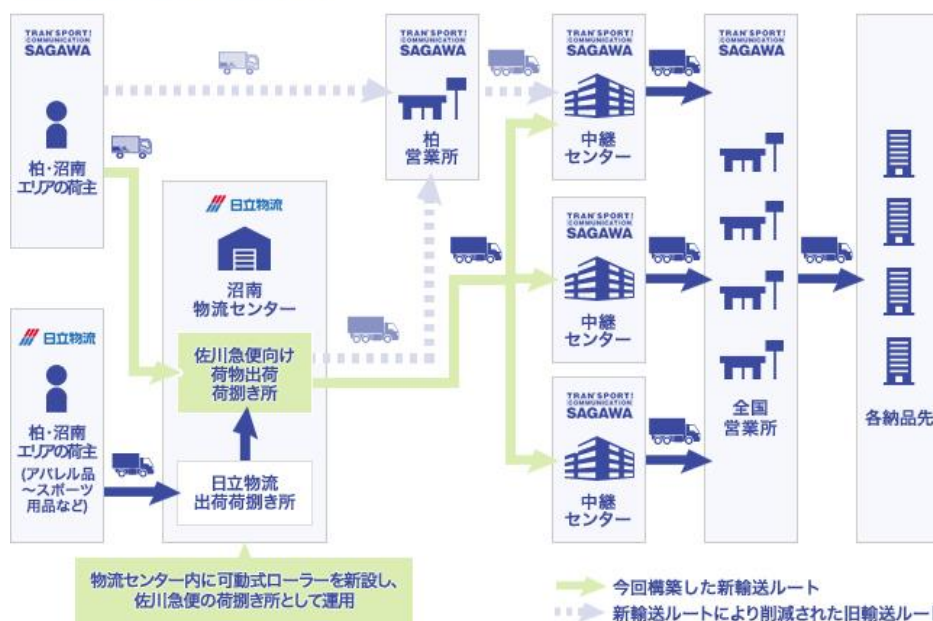 TRAN'SPORT!
COMMUNICATION
SAGAWA
柏・沼南
エリアの荷主
TRAN'SPORT!
COMMUNICATION
SAGAWA
柏
営業所
TRAN'SPORT!
COMMUNICATION
SAGAWA
中継
センター
TRAN'SPORT!
COMMUNICATION
SAGAWA
日立物流
沼南
物流センター
佐川急便向け
荷物出荷
荷捌き所
日立物流
出荷荷捌き所
日立物流
柏・沼南
エリアの荷主
(アパレル品
～スポーツ
用品など)
TRAN'SPORT!
COMMUNICATION
SAGAWA
中継
センター
TRAN'SPORT!
COMMUNICATION
SAGAWA
中継
センター
全国
営業所
各納品先
物流センター内に可動式ローラーを新設し、
佐川急便の荷捌き所として運用
今回構築した新輸送ルート
新輸送ルートにより削減された旧輸送ルート